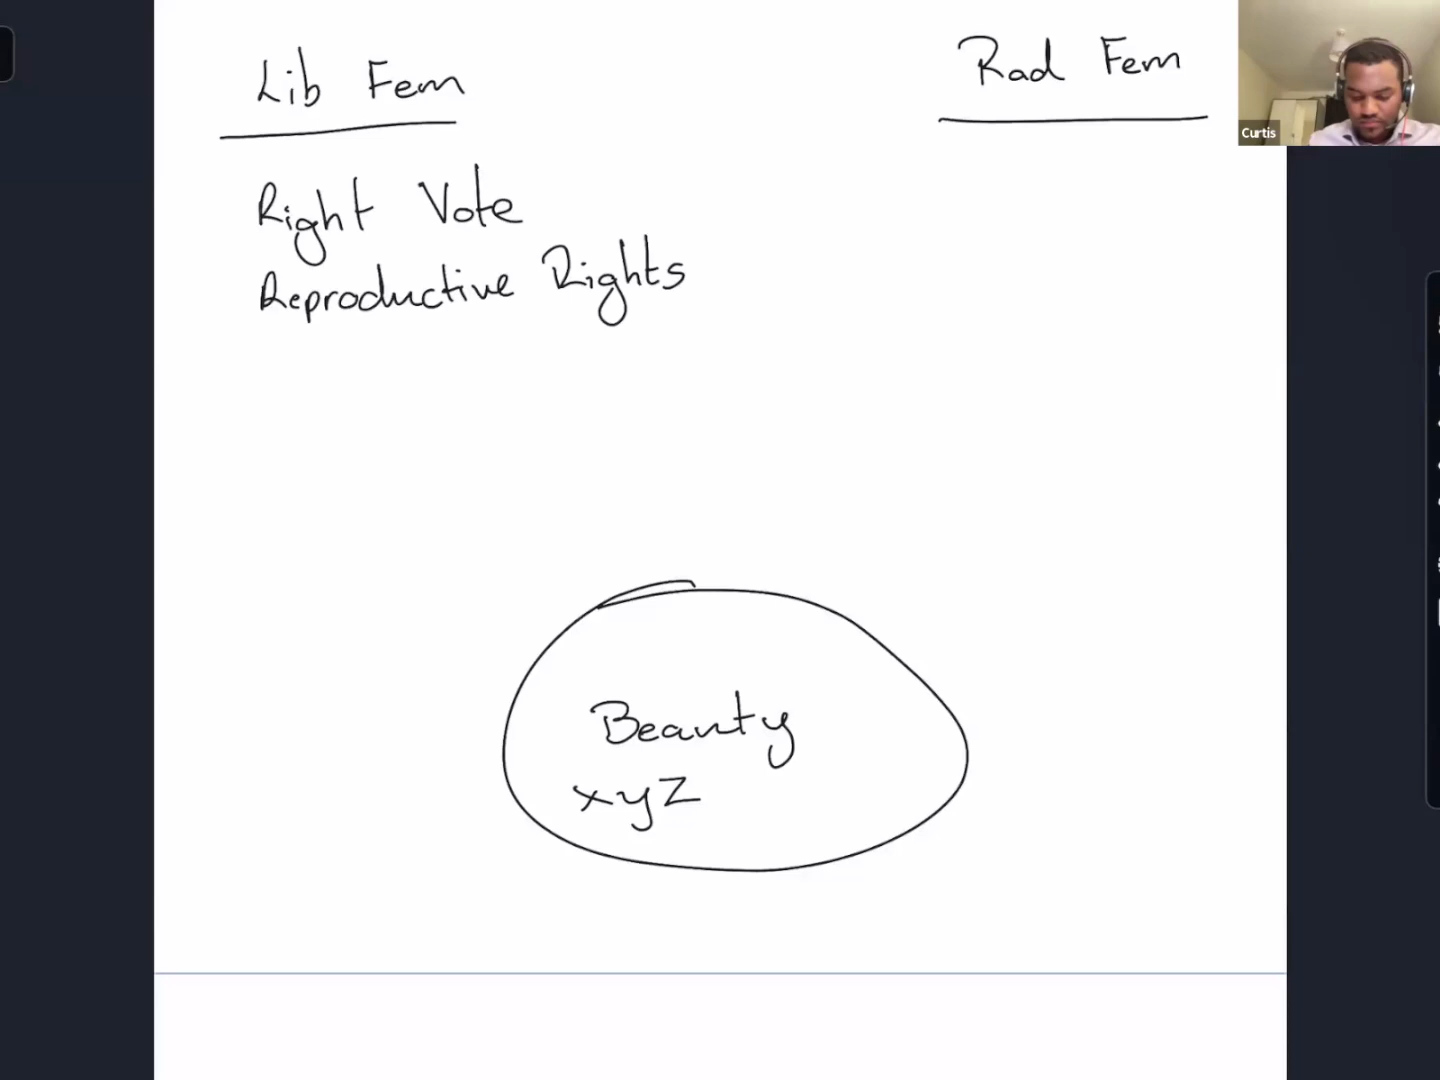 Lib Fem
Rad Fem
Curtis
Right Vote
Reproductive Rights
Beauty
xyz